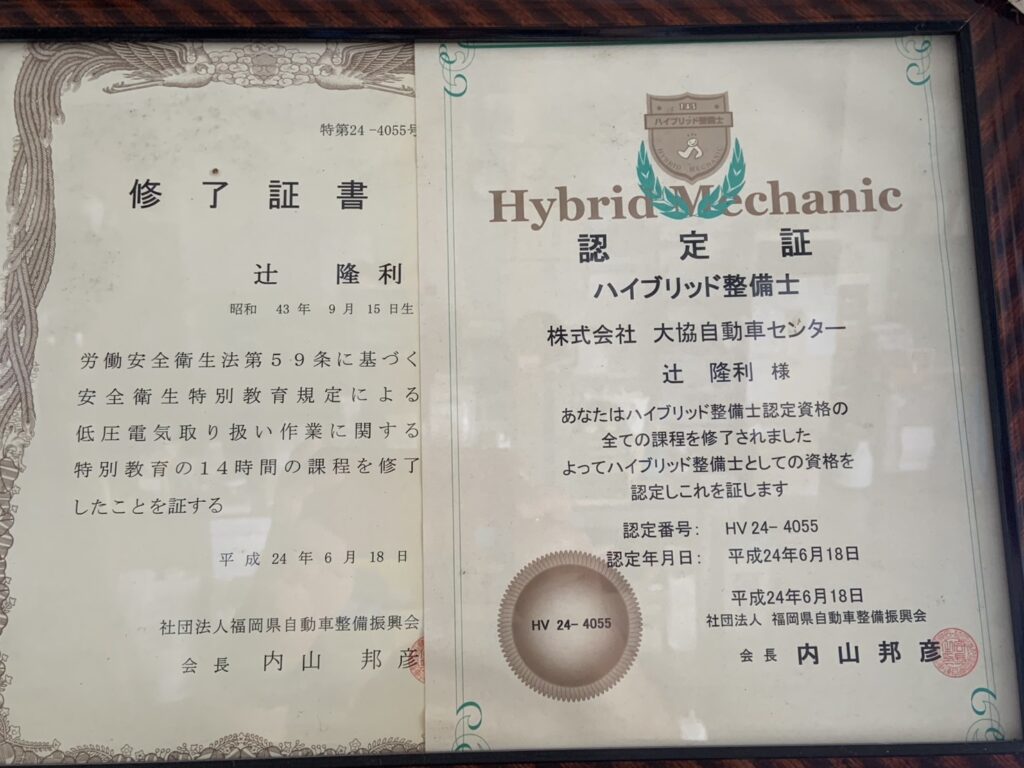 特第24-4055号
修了証書
辻 隆利
昭和 43 年 9 月 15 日生
労働安全衛生法第59条に基づく
安全衛生特別教育規定による
低圧電気取り扱い作業に関する
特別教育の14時間の課程を修了
したことを証する
平成 24 年 6 月 18 日
社団法人福岡県自動車整備振興会
会長 内山 邦彦
ハイブリッド整備士
HYBRID MECHANIC
Hybrid Mechanic
認定証
ハイブリッド整備士
株式会社 大協自動車センター
辻 隆利 様
あなたはハイブリッド整備士認定資格の
全ての課程を修了されました
よってハイブリッド整備士としての資格を
認定しこれを証します
認定番号: HV 24-4055
認定年月日: 平成24年6月18日
平成24年6月18日
社団法人 福岡県自動車整備振興会
会長 内山邦彦
HV 24-4055